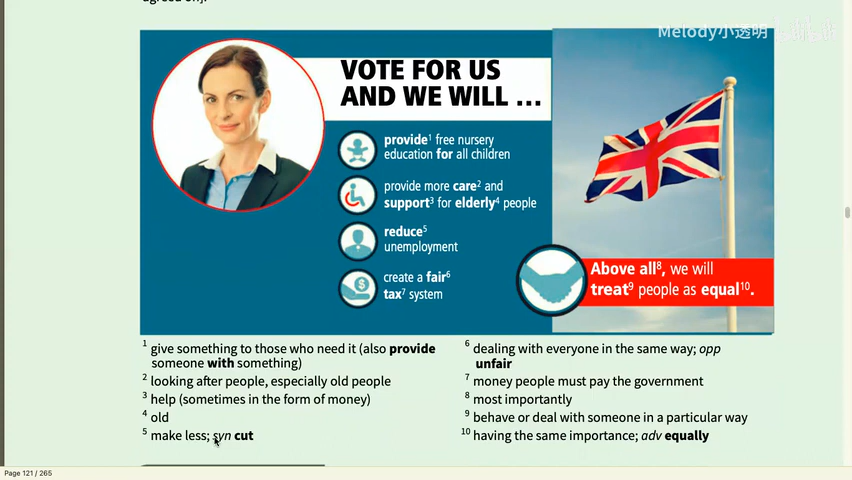 Melody小透明
VOTE FOR US
AND WE WILL ...
provide¹ free nursery
education for all children
provide more care² and
support³ for elderly⁴ people
reduce⁵
unemployment
create a fair⁶
tax⁷ system
$
Above all⁸, we will
treat⁹ people as equal¹⁰.
¹ give something to those who need it (also provide
someone with something)
² looking after people, especially old people
³ help (sometimes in the form of money)
⁴ old
⁵ make less; syn cut
⁶ dealing with everyone in the same way; opp
unfair
⁷ money people must pay the government
⁸ most importantly
⁹ behave or deal with someone in a particular way
¹⁰ having the same importance; adv equally
Page 121 / 265